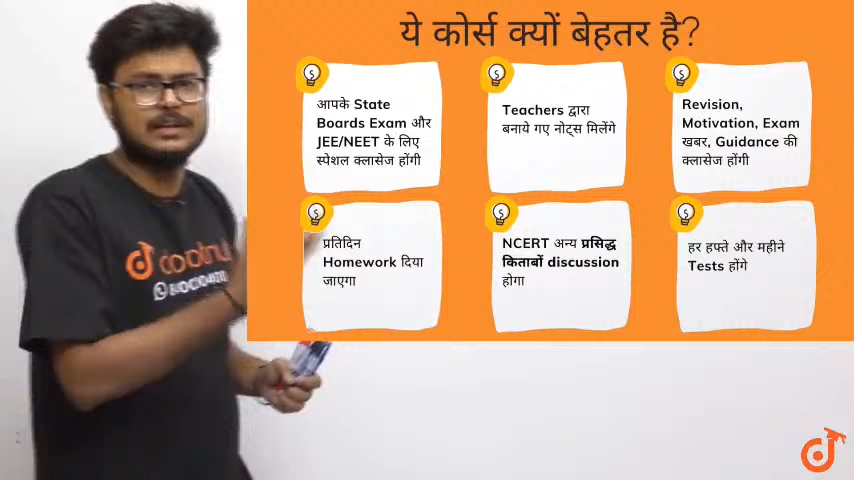 ये कोर्स क्यों बेहतर है?
आपके State
Boards Exam और
JEE/NEET के लिए
स्पेशल क्लासेज होंगी
Teachers द्वारा
बनाये गए नोट्स मिलेंगे
Revision,
Motivation, Exam
खबर, Guidance की
क्लासेज होंगी
प्रतिदिन
Homework दिया
जाएगा
NCERT अन्य प्रसिद्ध
किताबों discussion
होगा
हर हफ्ते और महीने
Tests होंगे